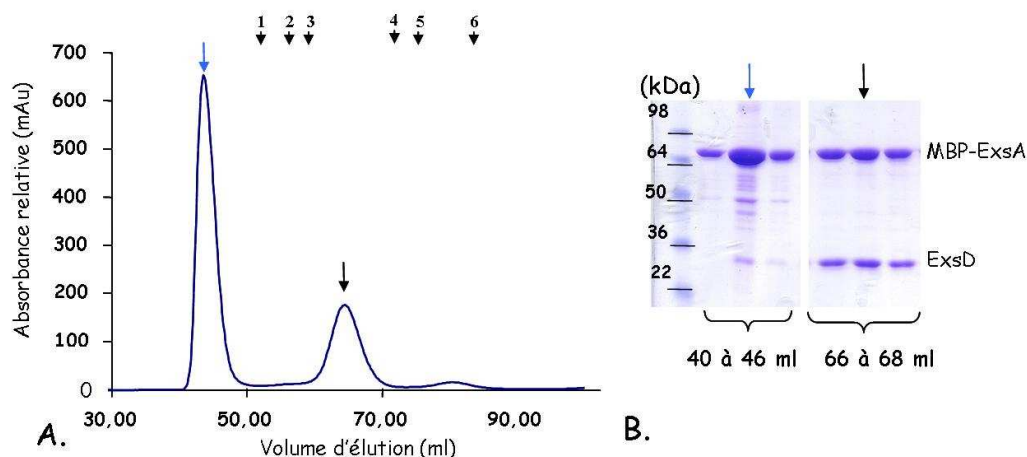 1 2 3 4 5 6
700
600
500
400
300
200
100
0
Absorbance relative (mAu)
30,00 50,00 70,00 90,00
Volume d'élution (ml)
A.
(kDa)
98
64
50
36
22
MBP-ExsA
ExsD
40 à 46 ml
66 à 68 ml
B.